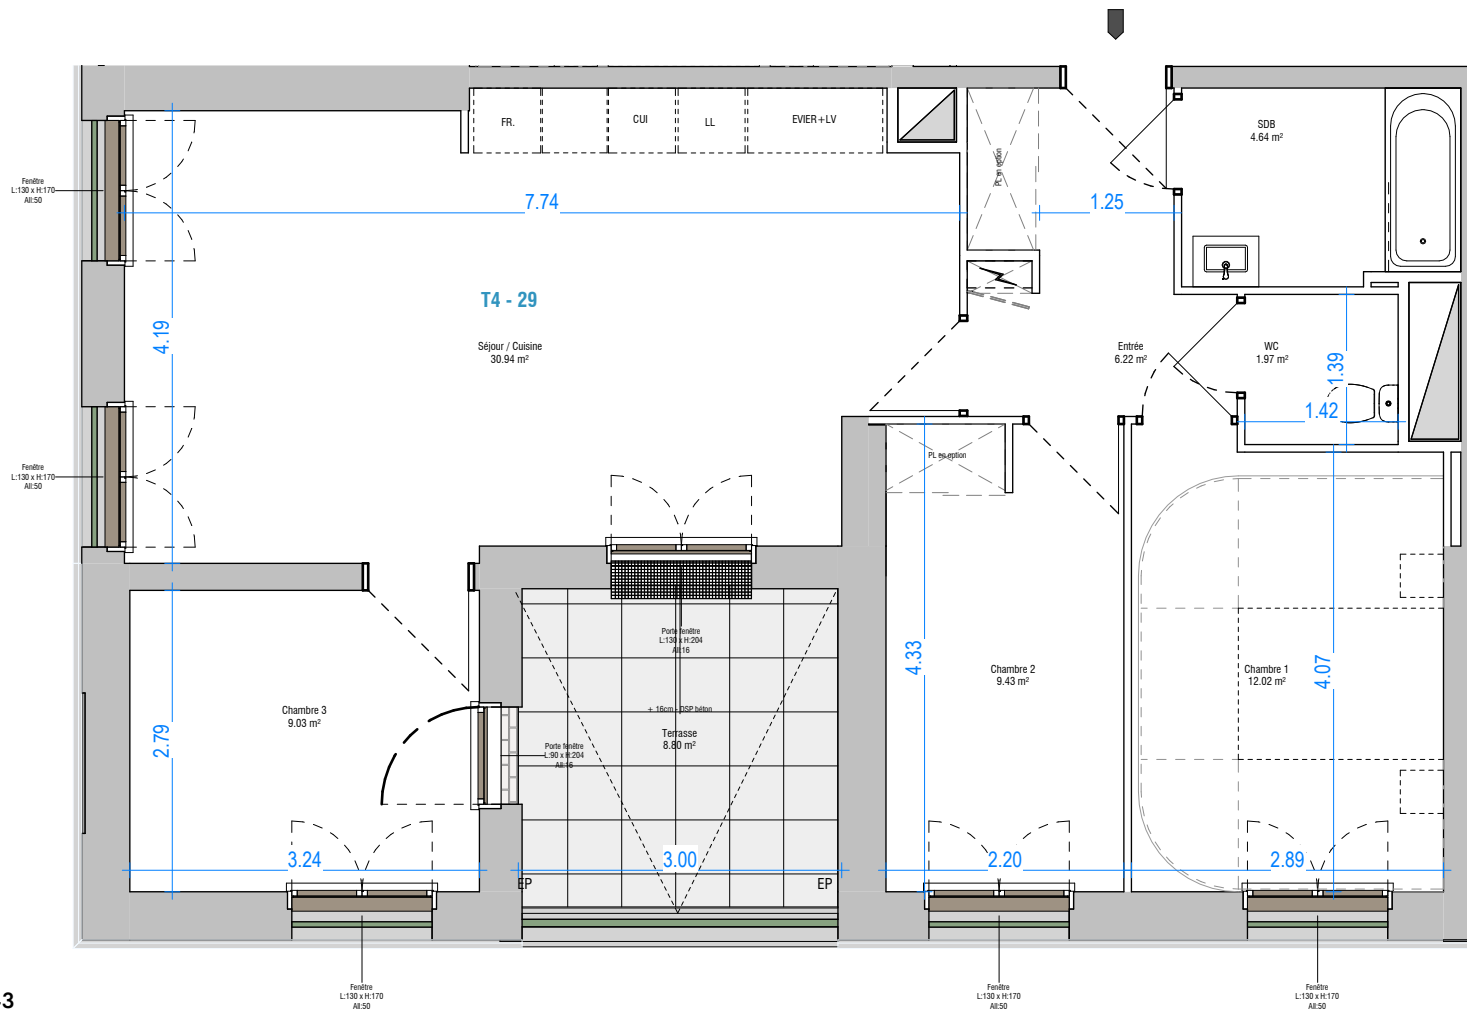 FR.
CUI
LL
EVIER+LV
PL en option
SDB
4.64 m²
Fenêtre
L:130 x H:170
All:50
7.74
1.25
T4 - 29
4.19
Séjour / Cuisine
30.94 m²
Entrée
6.22 m²
WC
1.97 m²
1.39
1.42
Fenêtre
L:130 x H:170
All:50
PL en option
Porte fenêtre
L:130 x H:204
All:16
4.33
Chambre 2
9.43 m²
Chambre 1
12.02 m²
4.07
Chambre 3
9.03 m²
2.79
+ 16cm - DSP béton
Terrasse
8.80 m²
Porte fenêtre
L:90 x H:204
All:16
3.24
3.00
2.20
2.89
EP
EP
Fenêtre
L:130 x H:170
All:50
Fenêtre
L:130 x H:170
All:50
Fenêtre
L:130 x H:170
All:50
3